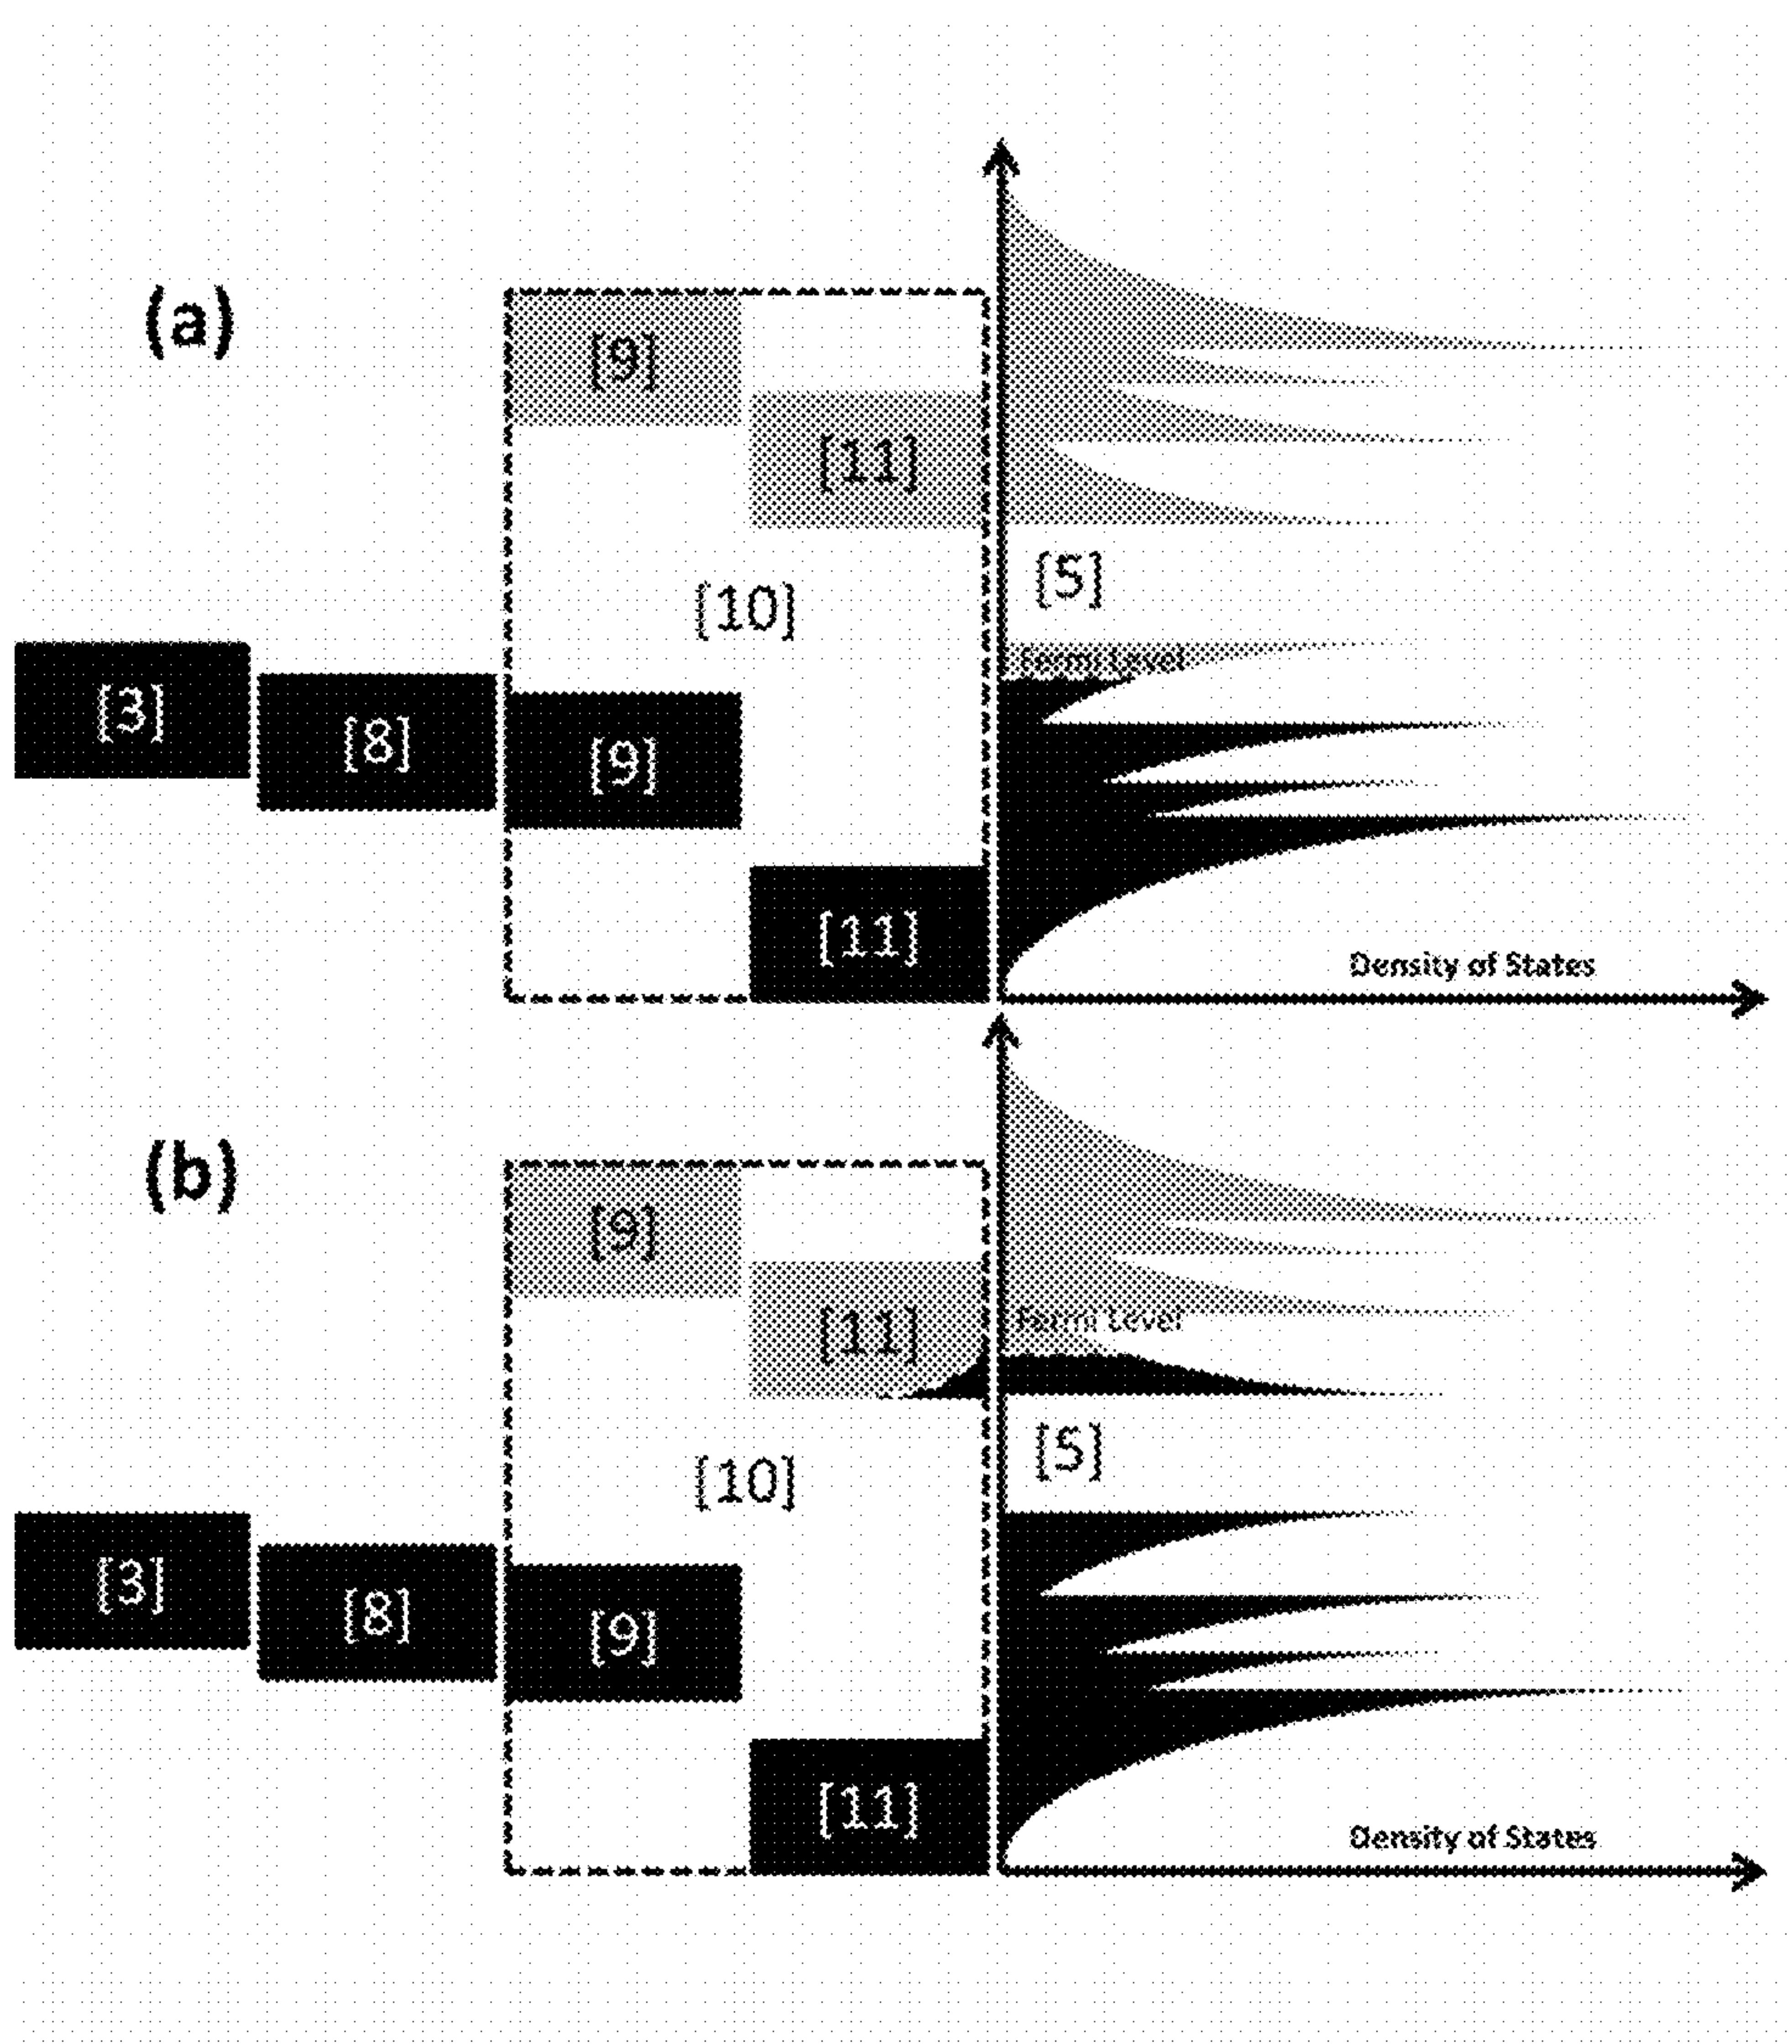 (a)
[9]
[11]
[5]
[10]
Fermi Level
[3]
[8]
[9]
[11]
Density of States
(b)
[9]
[11]
Fermi Level
[5]
[10]
[3]
[8]
[9]
[11]
Density of States